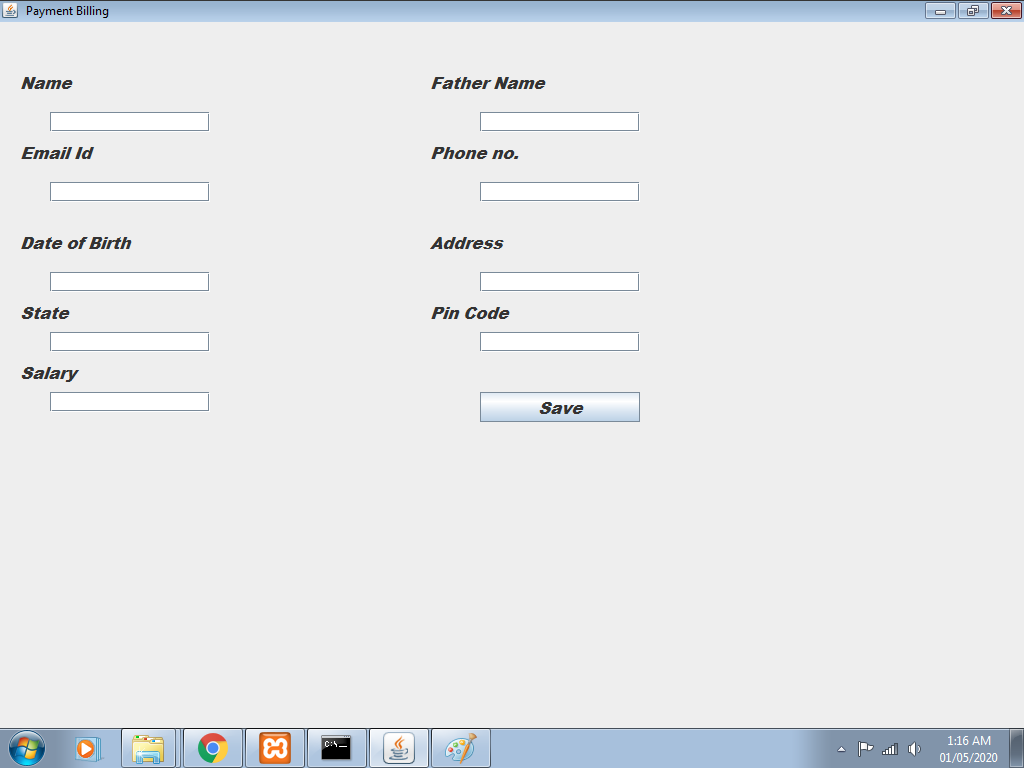 Payment Billing
Name
Father Name
Email Id
Phone no.
Date of Birth
Address
State
Pin Code
Salary
Save
C:\._
1:16 AM
01/05/2020